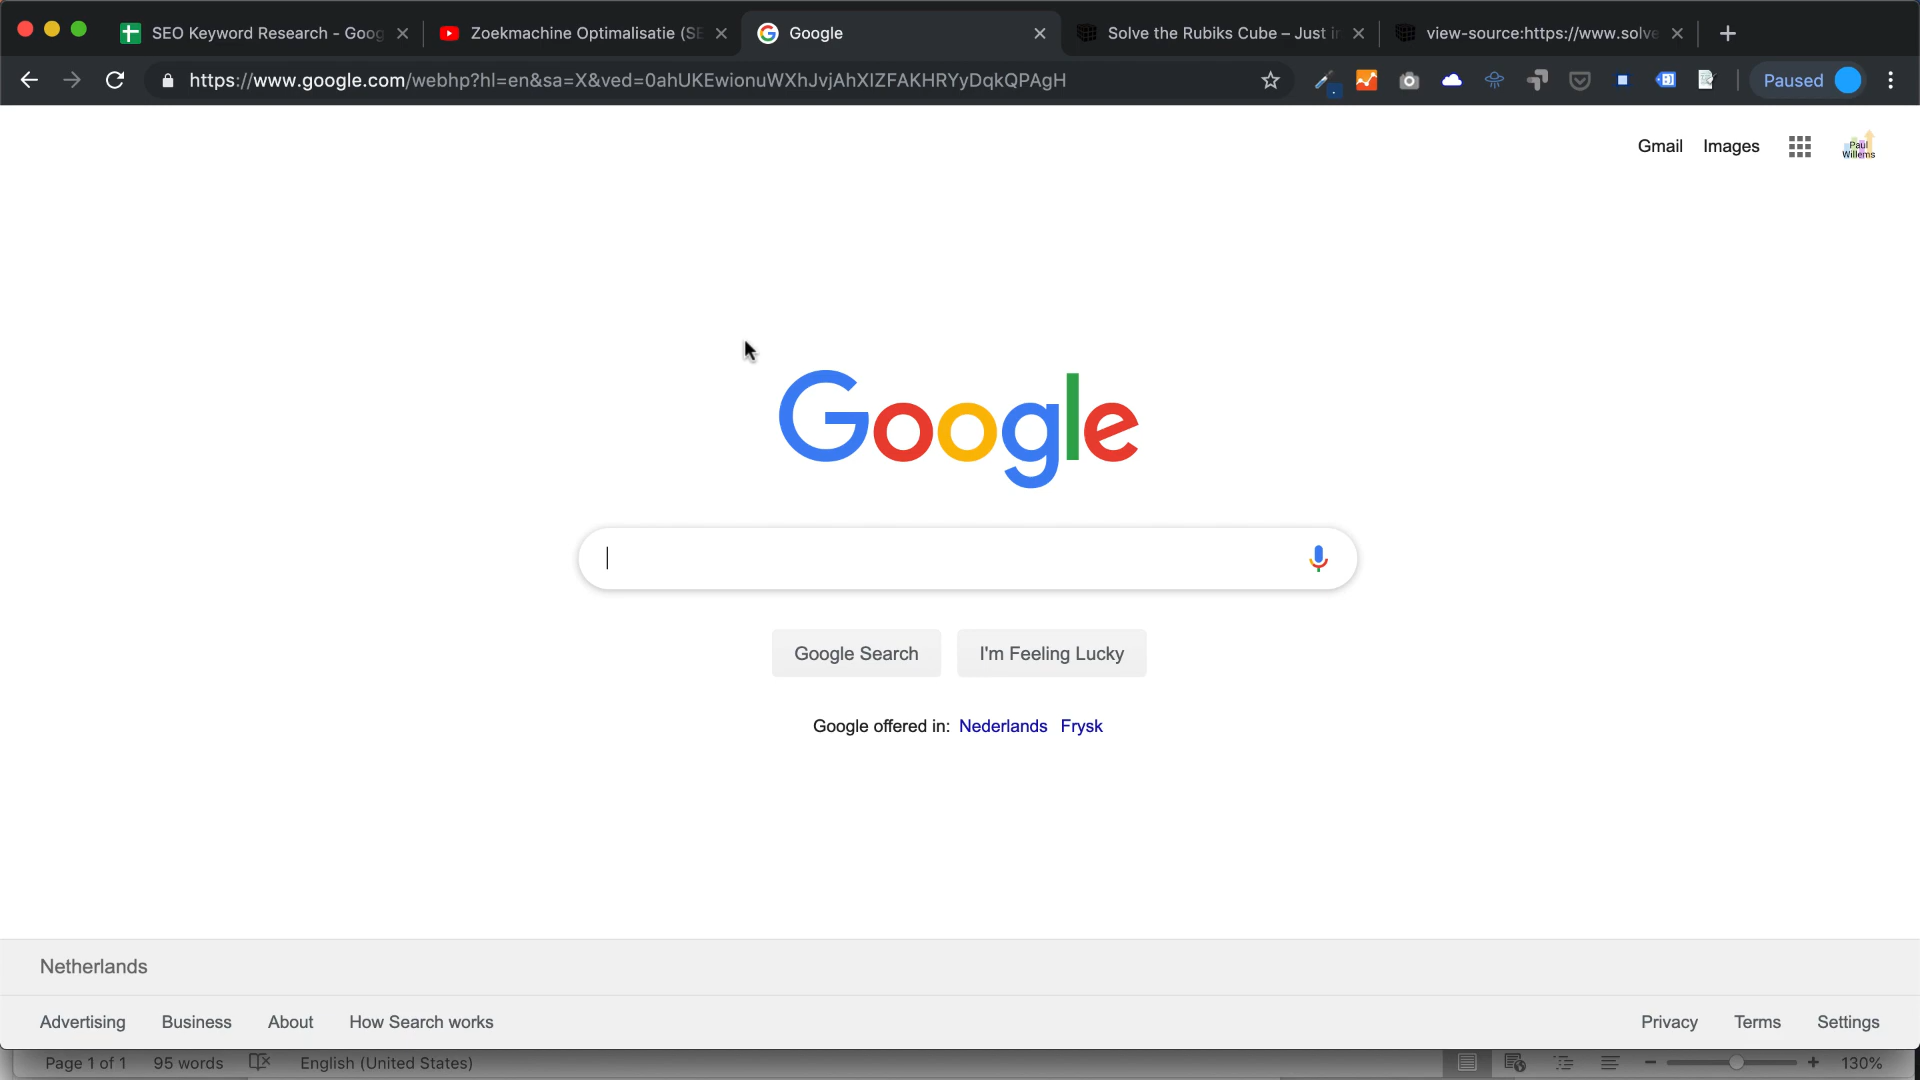 SEO Keyword Research - Goog
Zoekmachine Optimalisatie (SE
Google
Solve the Rubiks Cube – Just in
view-source:https://www.solve
https://www.google.com/webhp?hl=en&sa=X&ved=0ahUKEwionuWXhJvjAhXIZFAKHRYyDqkQPAgH
Paused
Gmail Images
Paul
Willems
Google
Google Search I'm Feeling Lucky
Google offered in: Nederlands Frysk
Netherlands
Advertising Business About How Search works Privacy Terms Settings
Page 1 of 1 95 words English (United States) 130%